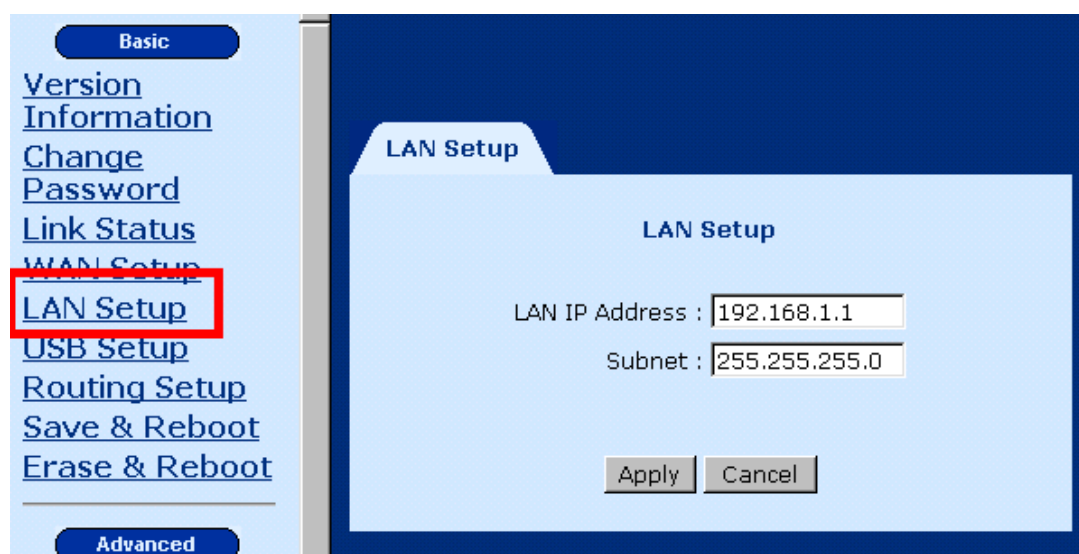 Basic
Version
Information
Change
Password
Link Status
WAN Setup
LAN Setup
USB Setup
Routing Setup
Save & Reboot
Erase & Reboot
Advanced
LAN Setup
LAN Setup
LAN IP Address : 192.168.1.1
Subnet : 255.255.255.0
Apply Cancel